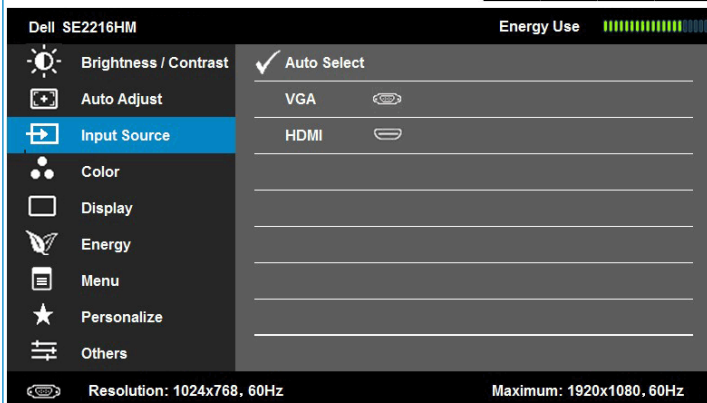 Dell SE2216HM Energy Use
Brightness / Contrast Auto Select
Auto Adjust VGA
Input Source HDMI
Color
Display
Energy
Menu
Personalize
Others
Resolution: 1024x768, 60Hz Maximum: 1920x1080, 60Hz